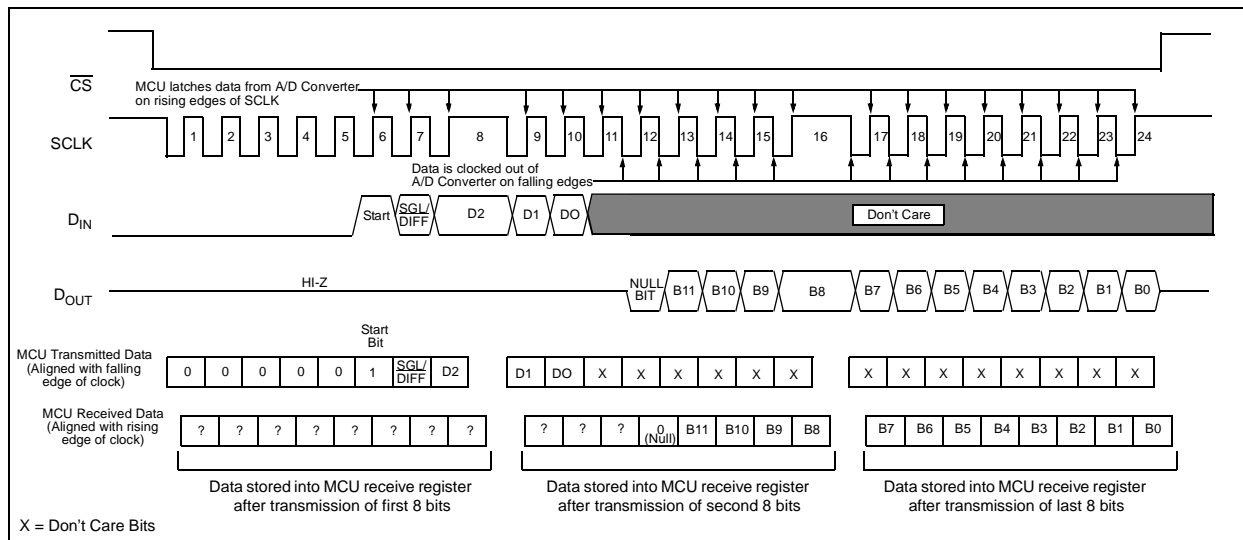 CS
MCU latches data from A/D Converter
on rising edges of SCLK
SCLK
1 2 3 4 5 6 7 8 9 10 11 12 13 14 15 16 17 18 19 20 21 22 23 24
Data is clocked out of
A/D Converter on falling edges
DIN
Start SGL/DIFF D2 D1 DO Don't Care
HI-Z
DOUT
NULL BIT B11 B10 B9 B8 B7 B6 B5 B4 B3 B2 B1 B0
Start
Bit
MCU Transmitted Data
(Aligned with falling
edge of clock)
0 0 0 0 0 1 SGL/DIFF D2 D1 DO X X X X X X X X X X X X X X
MCU Received Data
(Aligned with rising
edge of clock)
? ? ? ? ? ? ? ? ? ? ? 0 (Null) B11 B10 B9 B8 B7 B6 B5 B4 B3 B2 B1 B0
Data stored into MCU receive register
after transmission of first 8 bits
Data stored into MCU receive register
after transmission of second 8 bits
Data stored into MCU receive register
after transmission of last 8 bits
X = Don't Care Bits